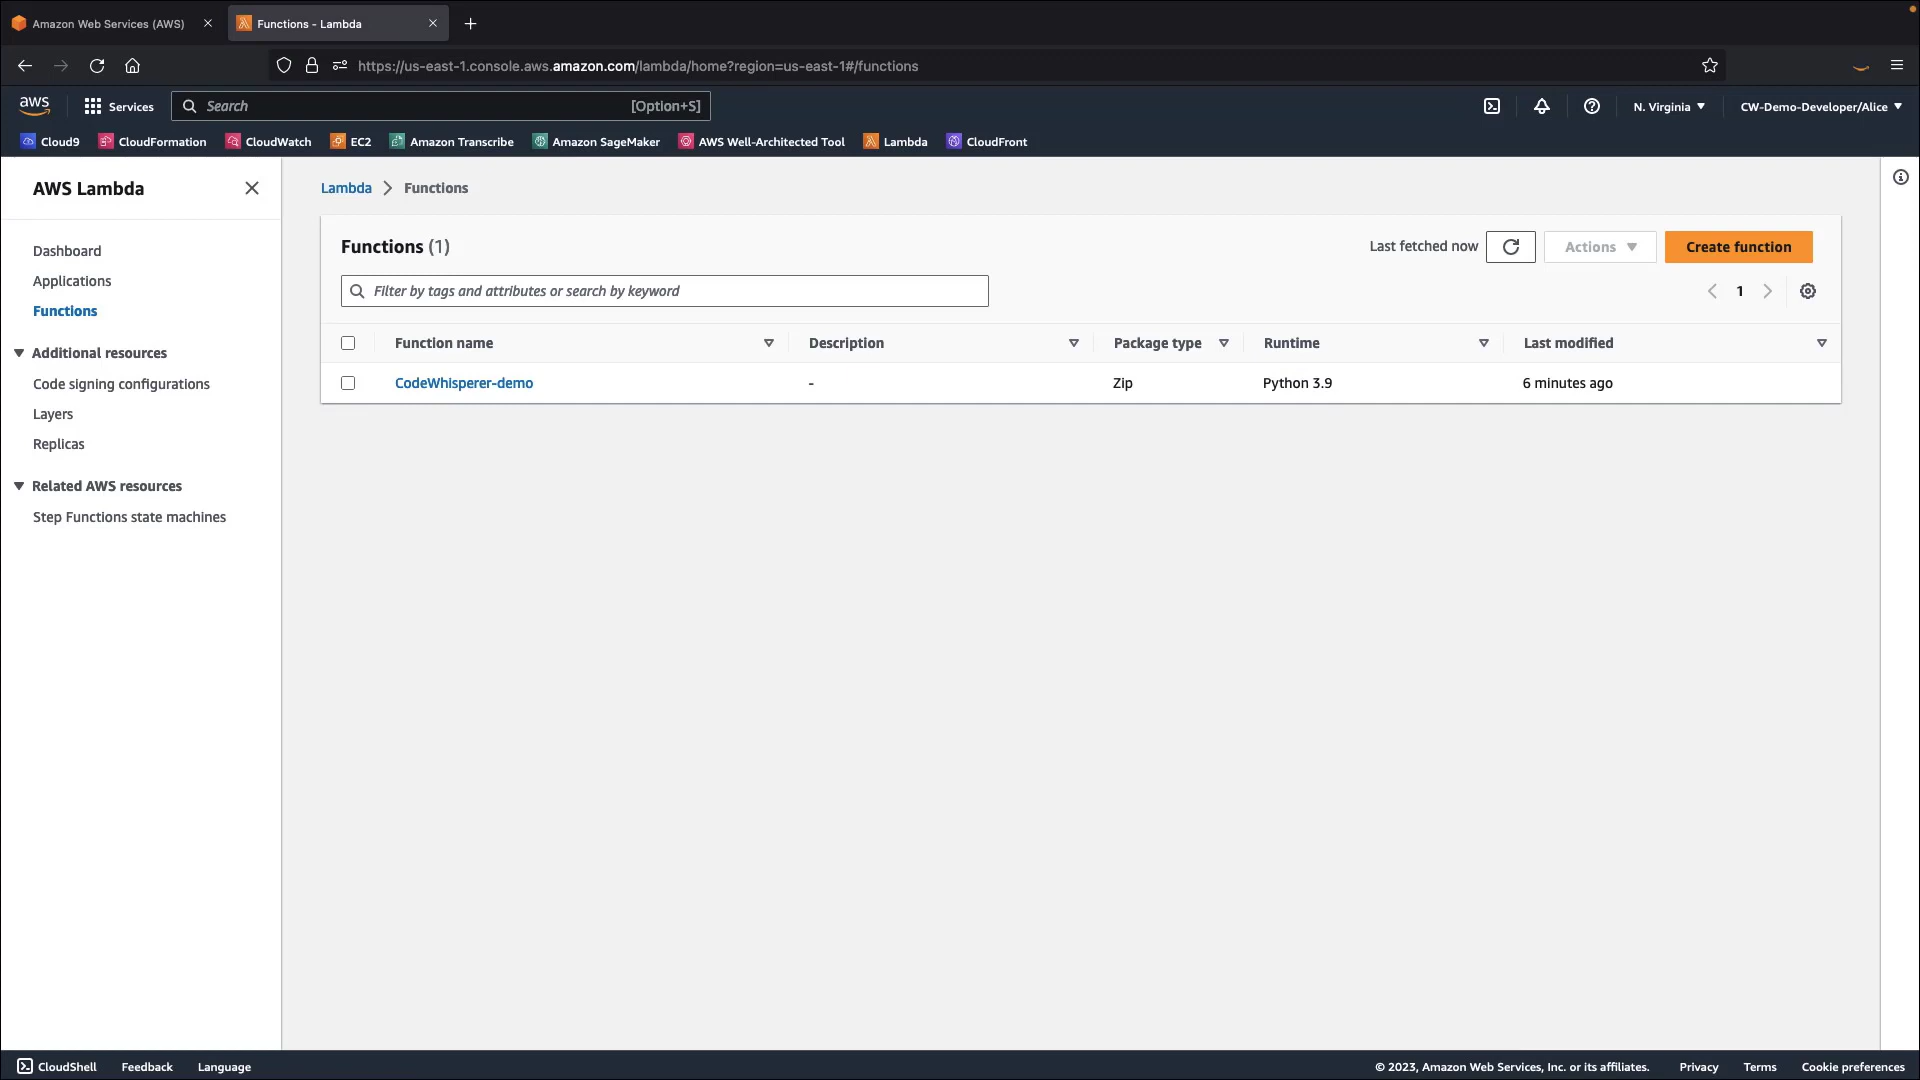 Amazon Web Services (AWS)
Functions - Lambda
https://us-east-1.console.aws.amazon.com/lambda/home?region=us-east-1#/functions
aws
Services
Search
[Option+S]
N. Virginia
CW-Demo-Developer/Alice
Cloud9
CloudFormation
CloudWatch
EC2
Amazon Transcribe
Amazon SageMaker
AWS Well-Architected Tool
Lambda
CloudFront
AWS Lambda
Dashboard
Applications
Functions
Additional resources
Code signing configurations
Layers
Replicas
Related AWS resources
Step Functions state machines
Lambda
Functions
Functions (1)
Last fetched now
Actions
Create function
Filter by tags and attributes or search by keyword
1
Function name
Description
Package type
Runtime
Last modified
CodeWhisperer-demo
-
Zip
Python 3.9
6 minutes ago
CloudShell
Feedback
Language
© 2023, Amazon Web Services, Inc. or its affiliates.
Privacy
Terms
Cookie preferences